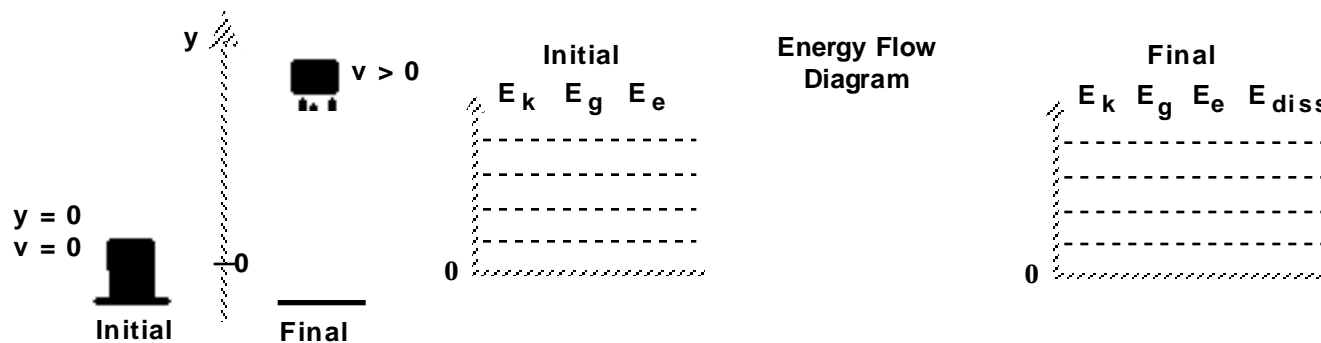 y
v > 0
y = 0
v = 0
0
Initial
Final
Initial
E k E g E e
0
Energy Flow
Diagram
Final
E k E g E e E diss
0